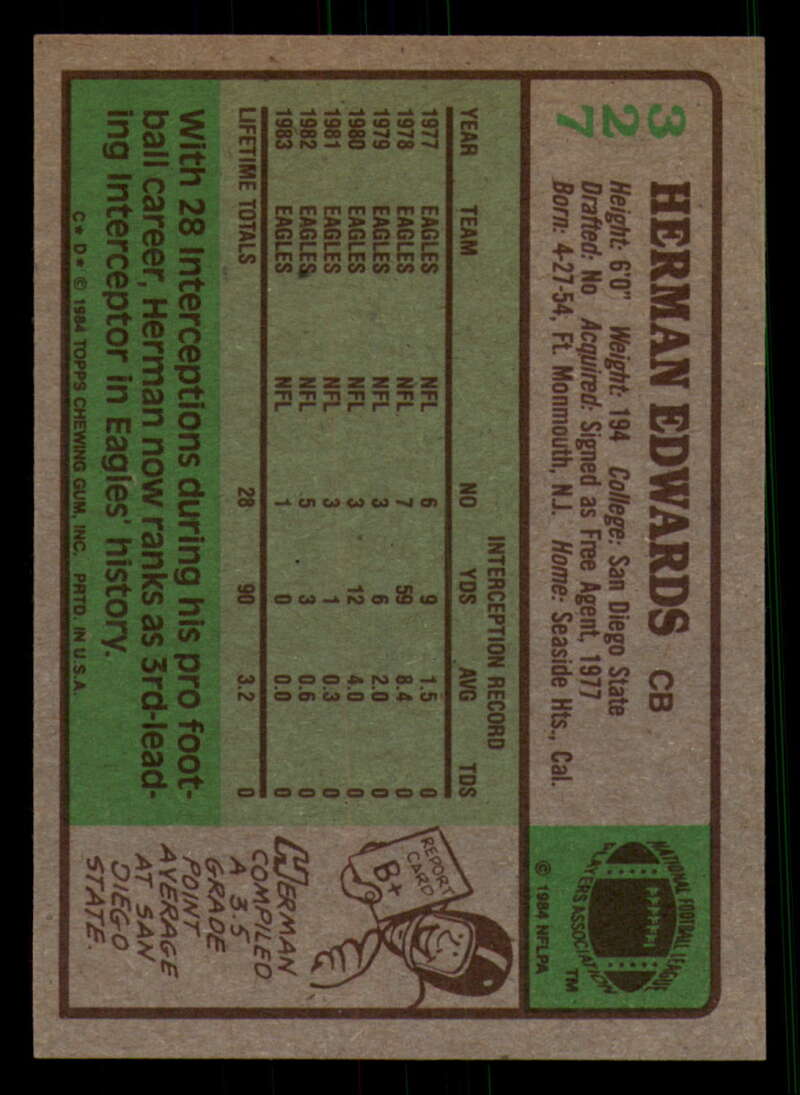 327
HERMAN EDWARDS CB
Height: 6'0" Weight: 194 College: San Diego State
Drafted: No Acquired: Signed as Free Agent, 1977
Born: 4-27-54, Ft. Monmouth, N.J. Home: Seaside Hts., Cal.
NATIONAL FOOTBALL LEAGUE
PLAYERS ASSOCIATION
TM
© 1984 NFLPA
INTERCEPTION RECORD
YEAR TEAM NO YDS AVG TDS
1977 EAGLES NFL 6 9 1.5 0
1978 EAGLES NFL 7 59 8.4 0
1979 EAGLES NFL 3 6 2.0 0
1980 EAGLES NFL 3 12 4.0 0
1981 EAGLES NFL 3 1 0.3 0
1982 EAGLES NFL 5 3 0.6 0
1983 EAGLES NFL 1 0 0.0 0
LIFETIME TOTALS 28 90 3.2 0
With 28 Interceptions during his pro foot-
ball career, Herman now ranks as 3rd-lead-
ing Interceptor in Eagles' history.
C * D * © 1984 TOPPS CHEWING GUM, INC. PRTD. IN U.S.A.
REPORT
CARD
B+
HERMAN
COMPILED
A 3.5
GRADE
POINT
AVERAGE
AT SAN
DIEGO
STATE.